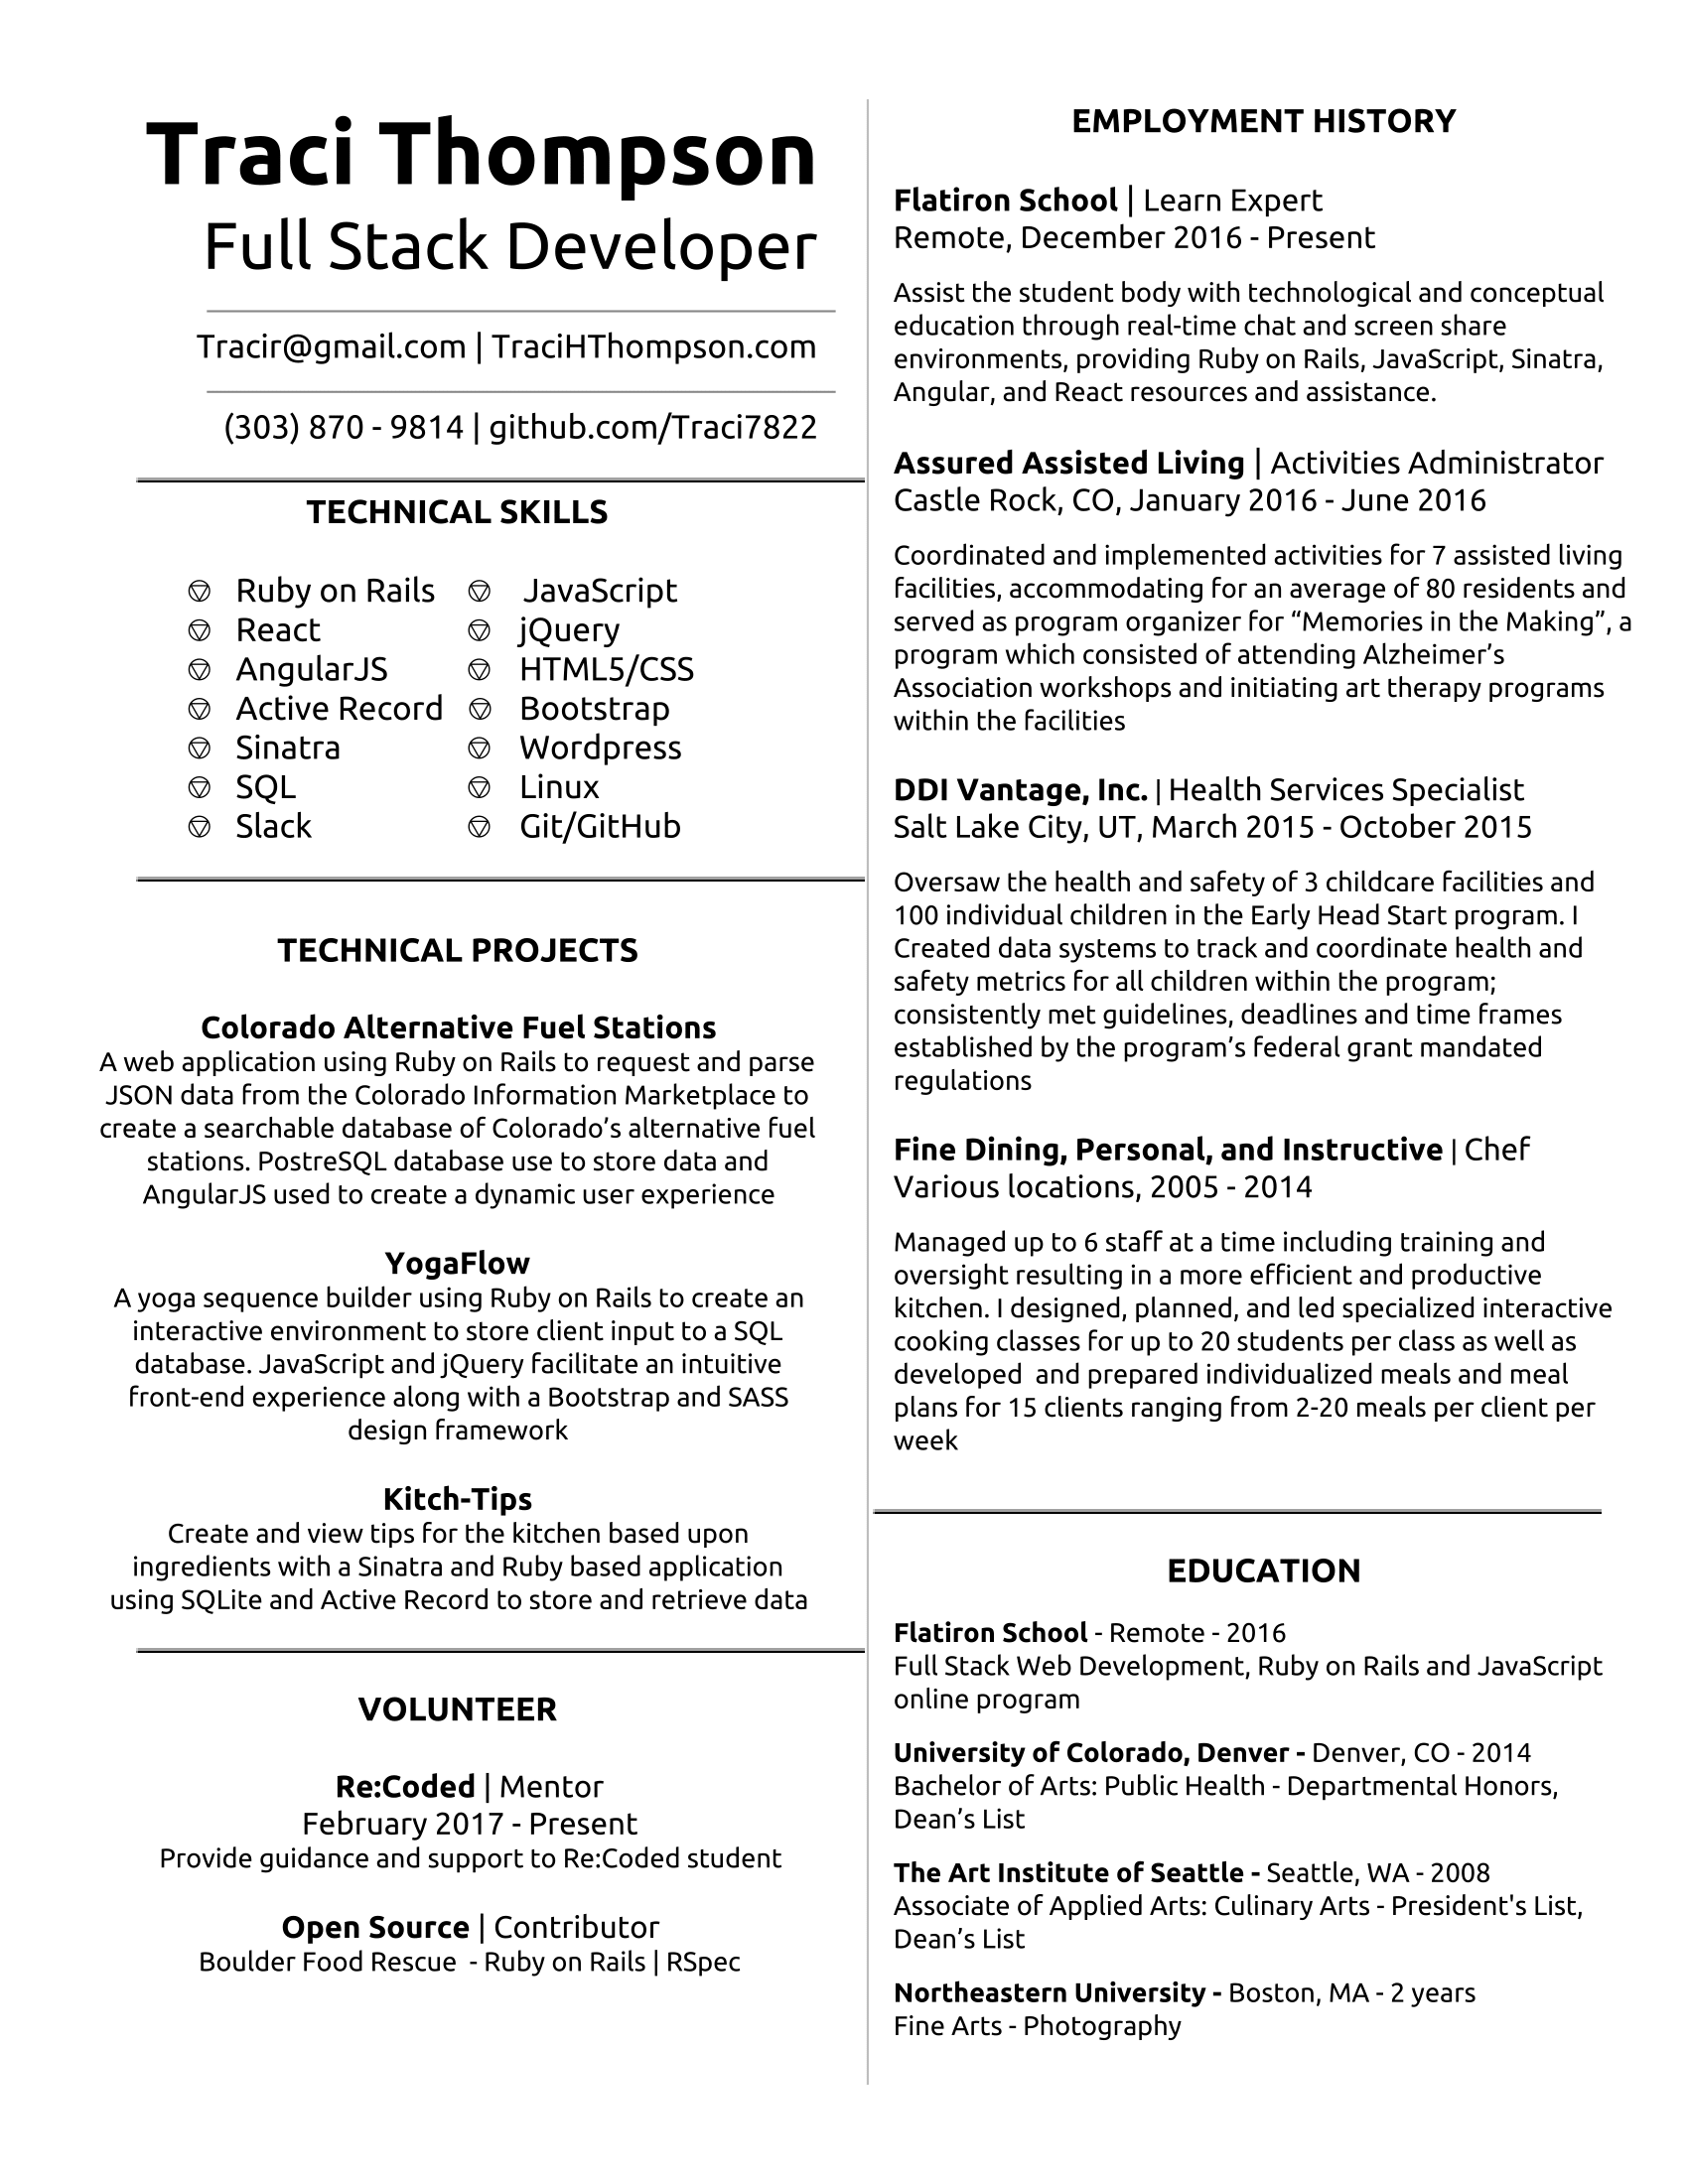 Traci Thompson
Full Stack Developer
Tracir@gmail.com | TraciHThompson.com
(303) 870 - 9814 | github.com/Traci7822
TECHNICAL SKILLS
Ruby on Rails
React
AngularJS
Active Record
Sinatra
SQL
Slack
JavaScript
jQuery
HTML5/CSS
Bootstrap
Wordpress
Linux
Git/GitHub
TECHNICAL PROJECTS
Colorado Alternative Fuel Stations
A web application using Ruby on Rails to request and parse
JSON data from the Colorado Information Marketplace to
create a searchable database of Colorado’s alternative fuel
stations. PostreSQL database use to store data and
AngularJS used to create a dynamic user experience
YogaFlow
A yoga sequence builder using Ruby on Rails to create an
interactive environment to store client input to a SQL
database. JavaScript and jQuery facilitate an intuitive
front-end experience along with a Bootstrap and SASS
design framework
Kitch-Tips
Create and view tips for the kitchen based upon
ingredients with a Sinatra and Ruby based application
using SQLite and Active Record to store and retrieve data
VOLUNTEER
Re:Coded | Mentor
February 2017 - Present
Provide guidance and support to Re:Coded student
Open Source | Contributor
Boulder Food Rescue - Ruby on Rails | RSpec
EMPLOYMENT HISTORY
Flatiron School | Learn Expert
Remote, December 2016 - Present
Assist the student body with technological and conceptual
education through real-time chat and screen share
environments, providing Ruby on Rails, JavaScript, Sinatra,
Angular, and React resources and assistance.
Assured Assisted Living | Activities Administrator
Castle Rock, CO, January 2016 - June 2016
Coordinated and implemented activities for 7 assisted living
facilities, accommodating for an average of 80 residents and
served as program organizer for “Memories in the Making”, a
program which consisted of attending Alzheimer’s
Association workshops and initiating art therapy programs
within the facilities
DDI Vantage, Inc. | Health Services Specialist
Salt Lake City, UT, March 2015 - October 2015
Oversaw the health and safety of 3 childcare facilities and
100 individual children in the Early Head Start program. I
Created data systems to track and coordinate health and
safety metrics for all children within the program;
consistently met guidelines, deadlines and time frames
established by the program’s federal grant mandated
regulations
Fine Dining, Personal, and Instructive | Chef
Various locations, 2005 - 2014
Managed up to 6 staff at a time including training and
oversight resulting in a more efficient and productive
kitchen. I designed, planned, and led specialized interactive
cooking classes for up to 20 students per class as well as
developed and prepared individualized meals and meal
plans for 15 clients ranging from 2-20 meals per client per
week
EDUCATION
Flatiron School - Remote - 2016
Full Stack Web Development, Ruby on Rails and JavaScript
online program
University of Colorado, Denver - Denver, CO - 2014
Bachelor of Arts: Public Health - Departmental Honors,
Dean’s List
The Art Institute of Seattle - Seattle, WA - 2008
Associate of Applied Arts: Culinary Arts - President's List,
Dean’s List
Northeastern University - Boston, MA - 2 years
Fine Arts - Photography